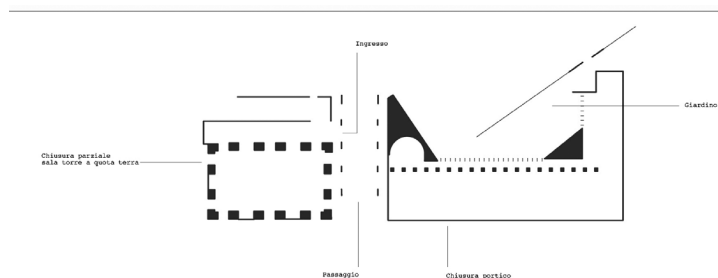 Ingresso
Giardino
Chiusura parziale
sala torre a quota terra
Passaggio
Chiusura portico